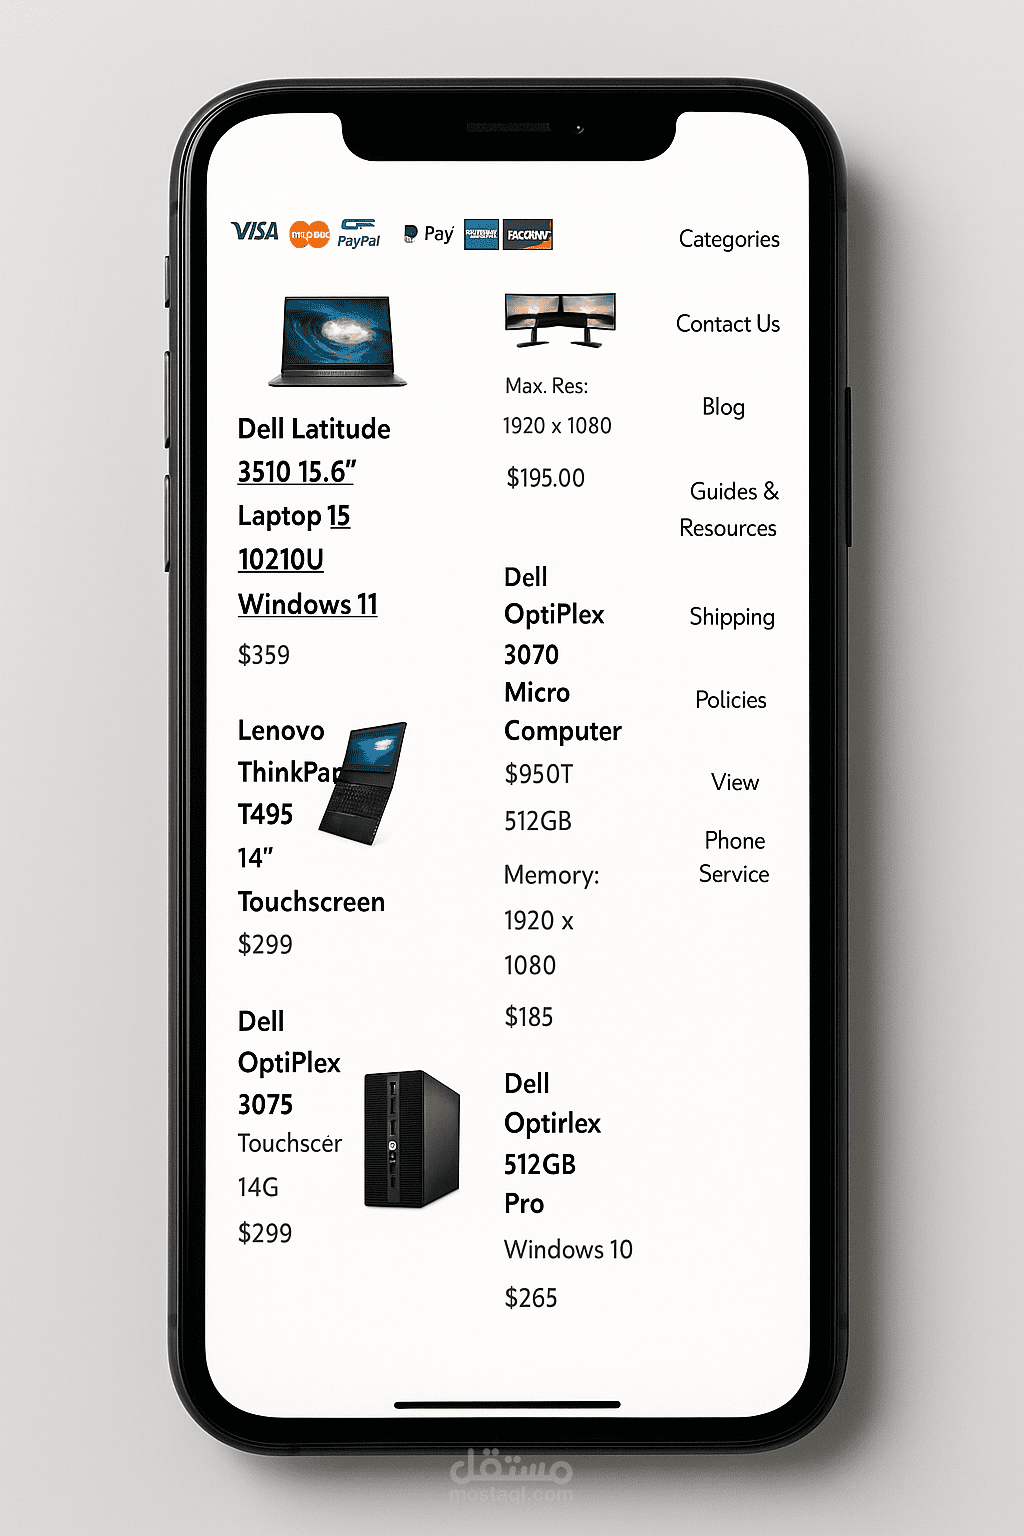 VISA
PayPal
Pay
Dell Latitude
3510 15.6”
Laptop 15
10210U
Windows 11
$359
Lenovo
ThinkPar
T495
14”
Touchscreen
$299
Dell
OptiPlex
3075
Touchscér
14G
$299
Max. Res:
1920 x 1080
$195.00
Dell
OptiPlex
3070
Micro
Computer
$950T
512GB
Memory:
1920 x
1080
$185
Dell
Optirlex
512GB
Pro
Windows 10
$265
Categories
Contact Us
Blog
Guides &
Resources
Shipping
Policies
View
Phone
Service
مستقل
mostaql.com